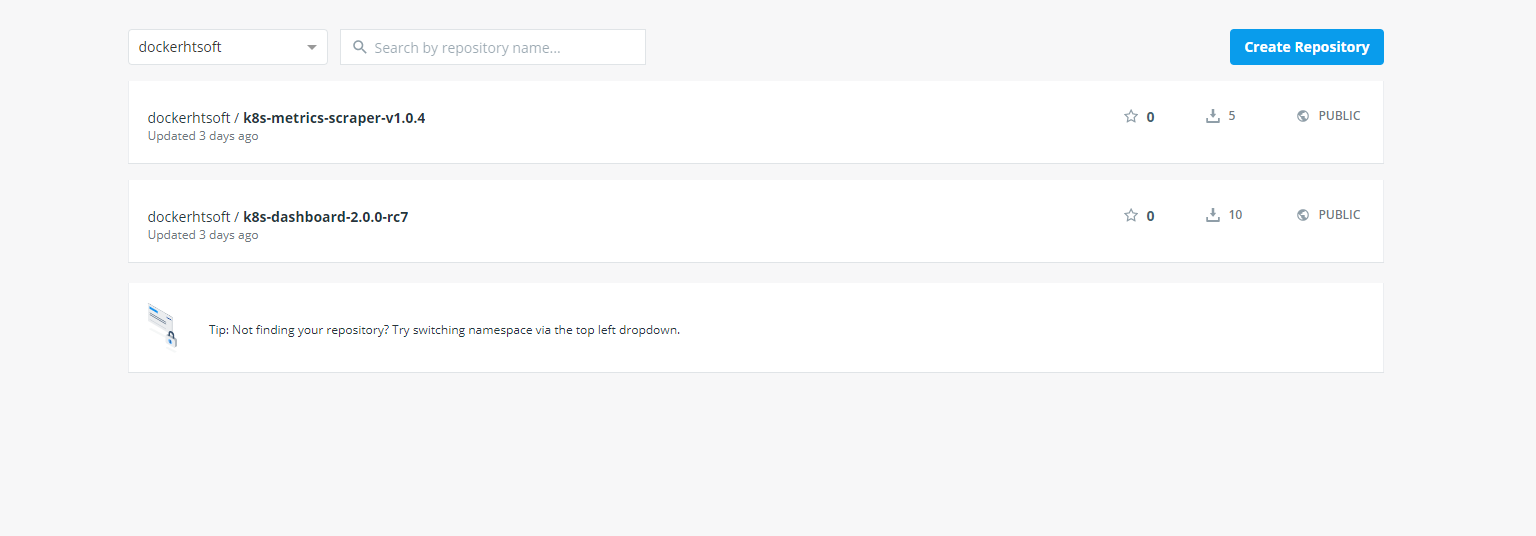 dockerhtsoft
Search by repository name...
Create Repository
dockerhtsoft / k8s-metrics-scraper-v1.0.4
Updated 3 days ago
0
5
PUBLIC
dockerhtsoft / k8s-dashboard-2.0.0-rc7
Updated 3 days ago
0
10
PUBLIC
Tip: Not finding your repository? Try switching namespace via the top left dropdown.